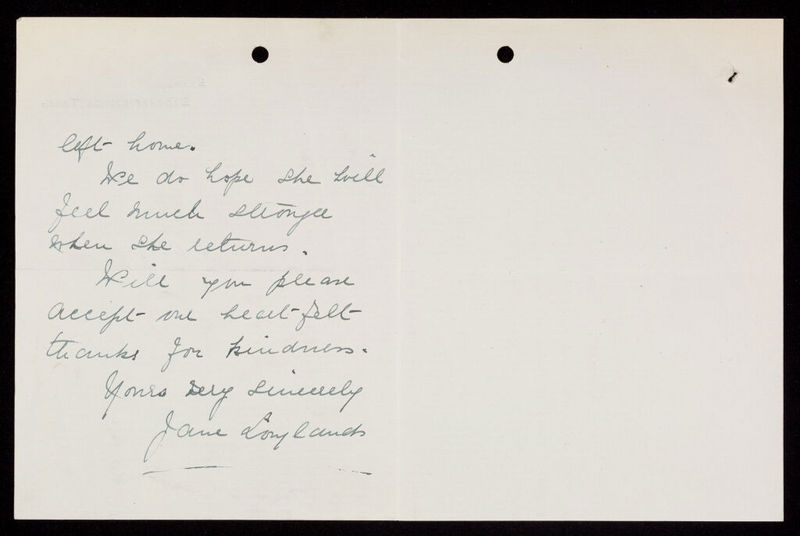 left home.
We do hope she will
feel much stronger
when she returns.
Will you please
accept our heart-felt
thanks for kindness.
Yours very sincerely
Jane